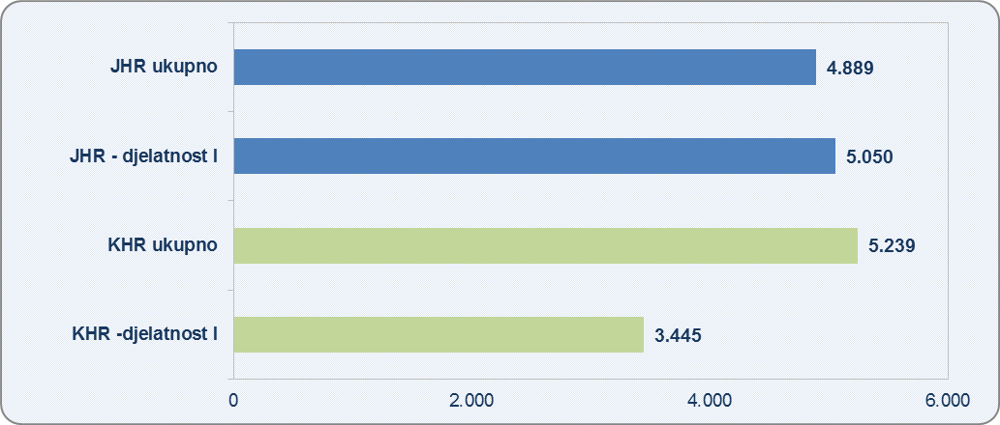 JHR ukupno 4.889
JHR - djelatnost I 5.050
KHR ukupno 5.239
KHR -djelatnost I 3.445
0 2.000 4.000 6.000